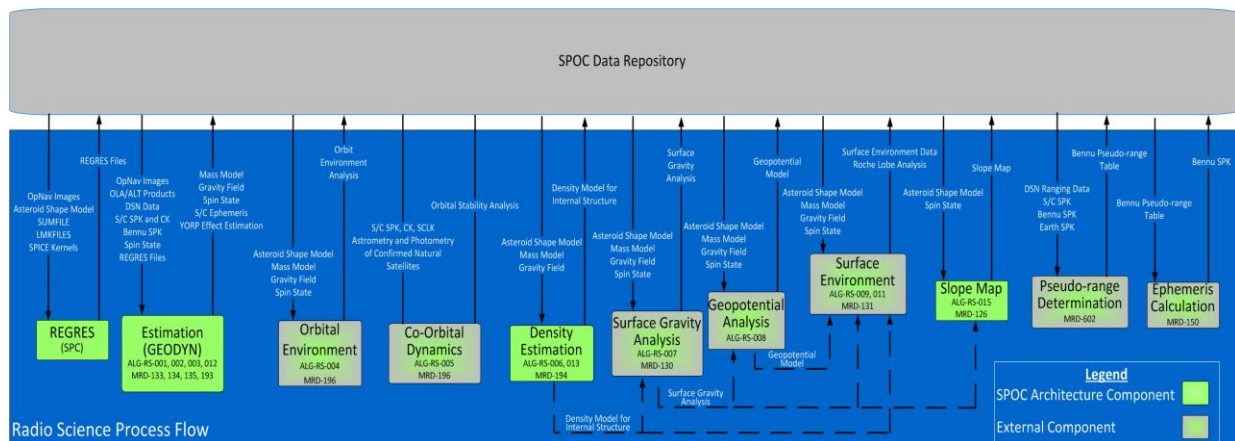 SPOC Data Repository
OpNav Images
Asteroid Shape Model
SUMFILE
LMKFILES
SPICE Kernels
REGRES Files
REGRES
(SPC)
OpNav Images
OLA/ALT Products
DSN Data
S/C SPK and CK
Bennu SPK
Spin State
REGRES Files
Mass Model
Gravity Field
Spin State
S/C Ephemeris
YORP Effect Estimation
Estimation
(GEODYN)
ALG-RS-001, 002, 003, 012
MRD-133, 134, 135, 193
Asteroid Shape Model
Mass Model
Gravity Field
Spin State
Orbit
Environment
Analysis
Orbital
Environment
ALG-RS-004
MRD-196
S/C SPK, CK, SCLK
Astrometry and Photometry
of Confirmed Natural
Satellites
Orbital Stability Analysis
Co-Orbital
Dynamics
ALG-RS-005
MRD-196
Asteroid Shape Model
Mass Model
Gravity Field
Density Model for
Internal Structure
Density
Estimation
ALG-RS-006, 013
MRD-194
Asteroid Shape Model
Mass Model
Gravity Field
Spin State
Surface
Gravity
Analysis
Surface Gravity
Analysis
ALG-RS-007
MRD-130
Asteroid Shape Model
Mass Model
Gravity Field
Spin State
Geopotential
Model
Geopotential
Analysis
ALG-RS-008
Asteroid Shape Model
Mass Model
Gravity Field
Spin State
Surface Environment Data
Roche Lobe Analysis
Surface
Environment
ALG-RS-009, 011
MRD-131
Asteroid Shape Model
Spin State
Slope Map
Slope Map
ALG-RS-015
MRD-126
DSN Ranging Data
S/C SPK
Bennu SPK
Earth SPK
Bennu Pseudo-range
Table
Pseudo-range
Determination
MRD-602
Bennu Pseudo-range
Table
Bennu SPK
Ephemeris
Calculation
MRD-150
Geopotential
Model
Surface Gravity
Analysis
Density Model for
Internal Structure
Radio Science Process Flow
Legend
SPOC Architecture Component
External Component